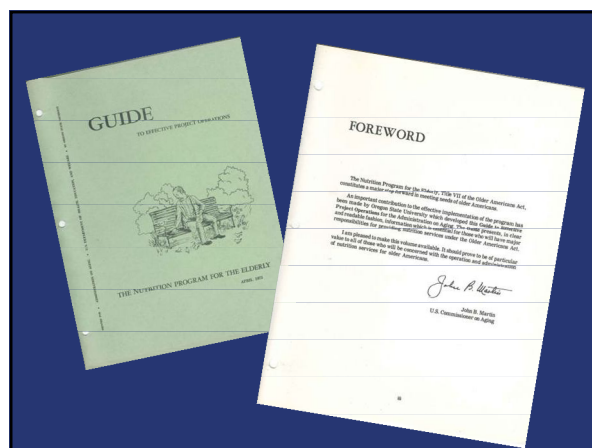 GUIDE
TO EFFECTIVE PROJECT OPERATIONS
THE NUTRITION PROGRAM FOR THE ELDERLY
FOREWORD
The Nutrition Program for the Elderly, Title VII of the Older Americans Act,
constitutes a major step forward in meeting needs of older Americans.
An important contribution to the effective implementation of the program has
been made by Oregon State University which developed this Guide to Effective
Project Operations for the Administration on Aging. The Guide presents, in clear
and readable fashion, information which is essential for those who will have major
responsibilities for providing nutrition services under the Older Americans Act.
I am pleased to make this volume available. It should prove to be of particular
value to all of those who will be concerned with the operation and administration
of nutrition services for older Americans.
John B. Martin
John B. Martin
U.S. Commissioner on Aging
iii